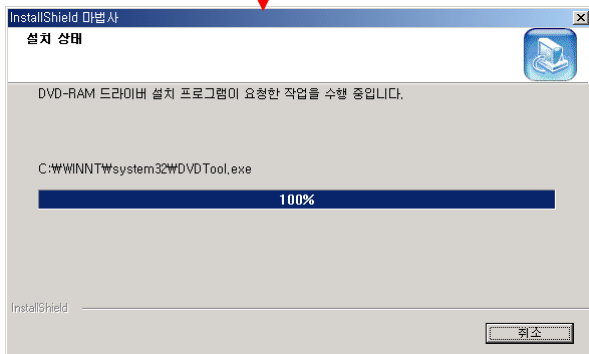 InstallShield 마법사
설치 상태
DVD-RAM 드라이버 설치 프로그램이 요청한 작업을 수행 중입니다.
C:₩WINNT₩system32₩DVDTool.exe
100%
InstallShield
취소